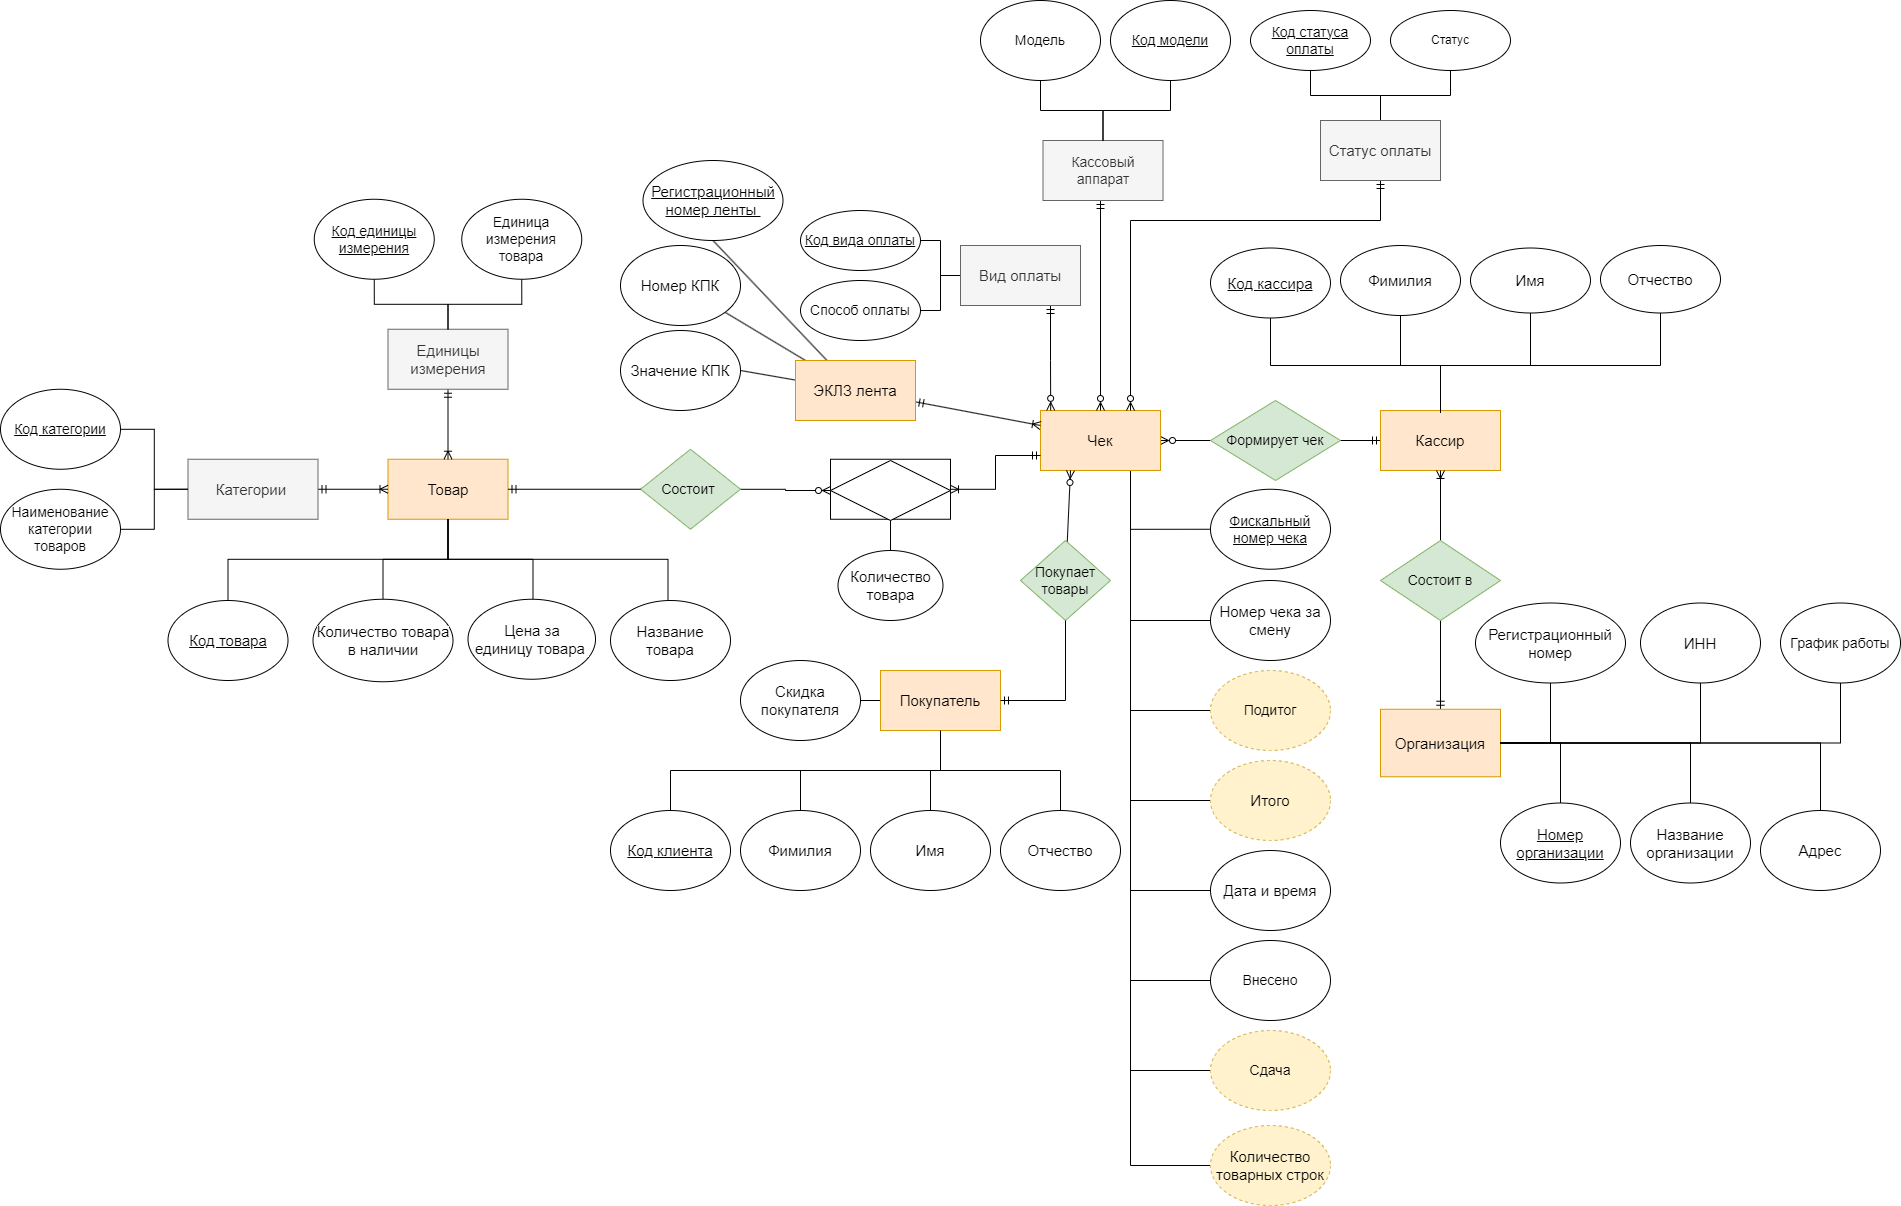 Модель
Код модели
Код статуса
оплаты
Статус
Кассовый
аппарат
Статус оплаты
Регистрационный
номер ленты
Код единицы
измерения
Единица
измерения
товара
Код вида оплаты
Вид оплаты
Номер КПК
Способ оплаты
Код кассира
Фимилия
Имя
Отчество
Единицы
измерения
Значение КПК
ЭКЛЗ лента
Код категории
Чек
Формирует чек
Кассир
Категории
Товар
Состоит
Наименование
категории
товаров
Фискальный
номер чека
Количество
товара
Покупает
товары
Состоит в
Код товара
Количество товара
в наличии
Цена за
единицу товара
Название
товара
Номер чека за
смену
Регистрационный
номер
ИНН
График работы
Скидка
покупателя
Покупатель
Подитог
Организация
Итого
Код клиента
Фимилия
Имя
Отчество
Номер
организации
Название
организации
Адрес
Дата и время
Внесено
Сдача
Количество
товарных строк